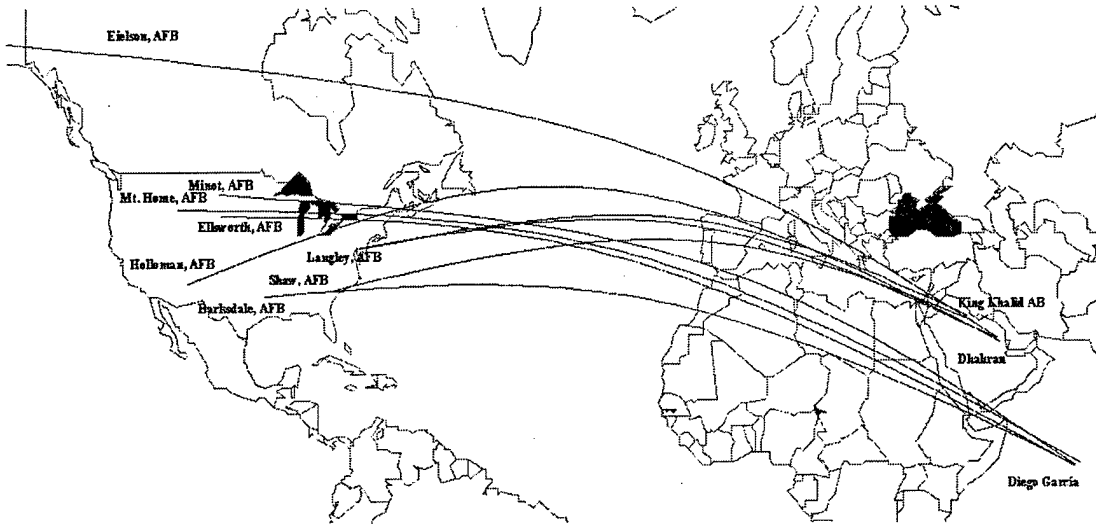 Eielson, AFB
Minot, AFB
Mt. Home, AFB
Ellsworth, AFB
Langley, AFB
Holloman, AFB
Shaw, AFB
Barksdale, AFB
King Khalid AB
Dhahran
Diego Garcia